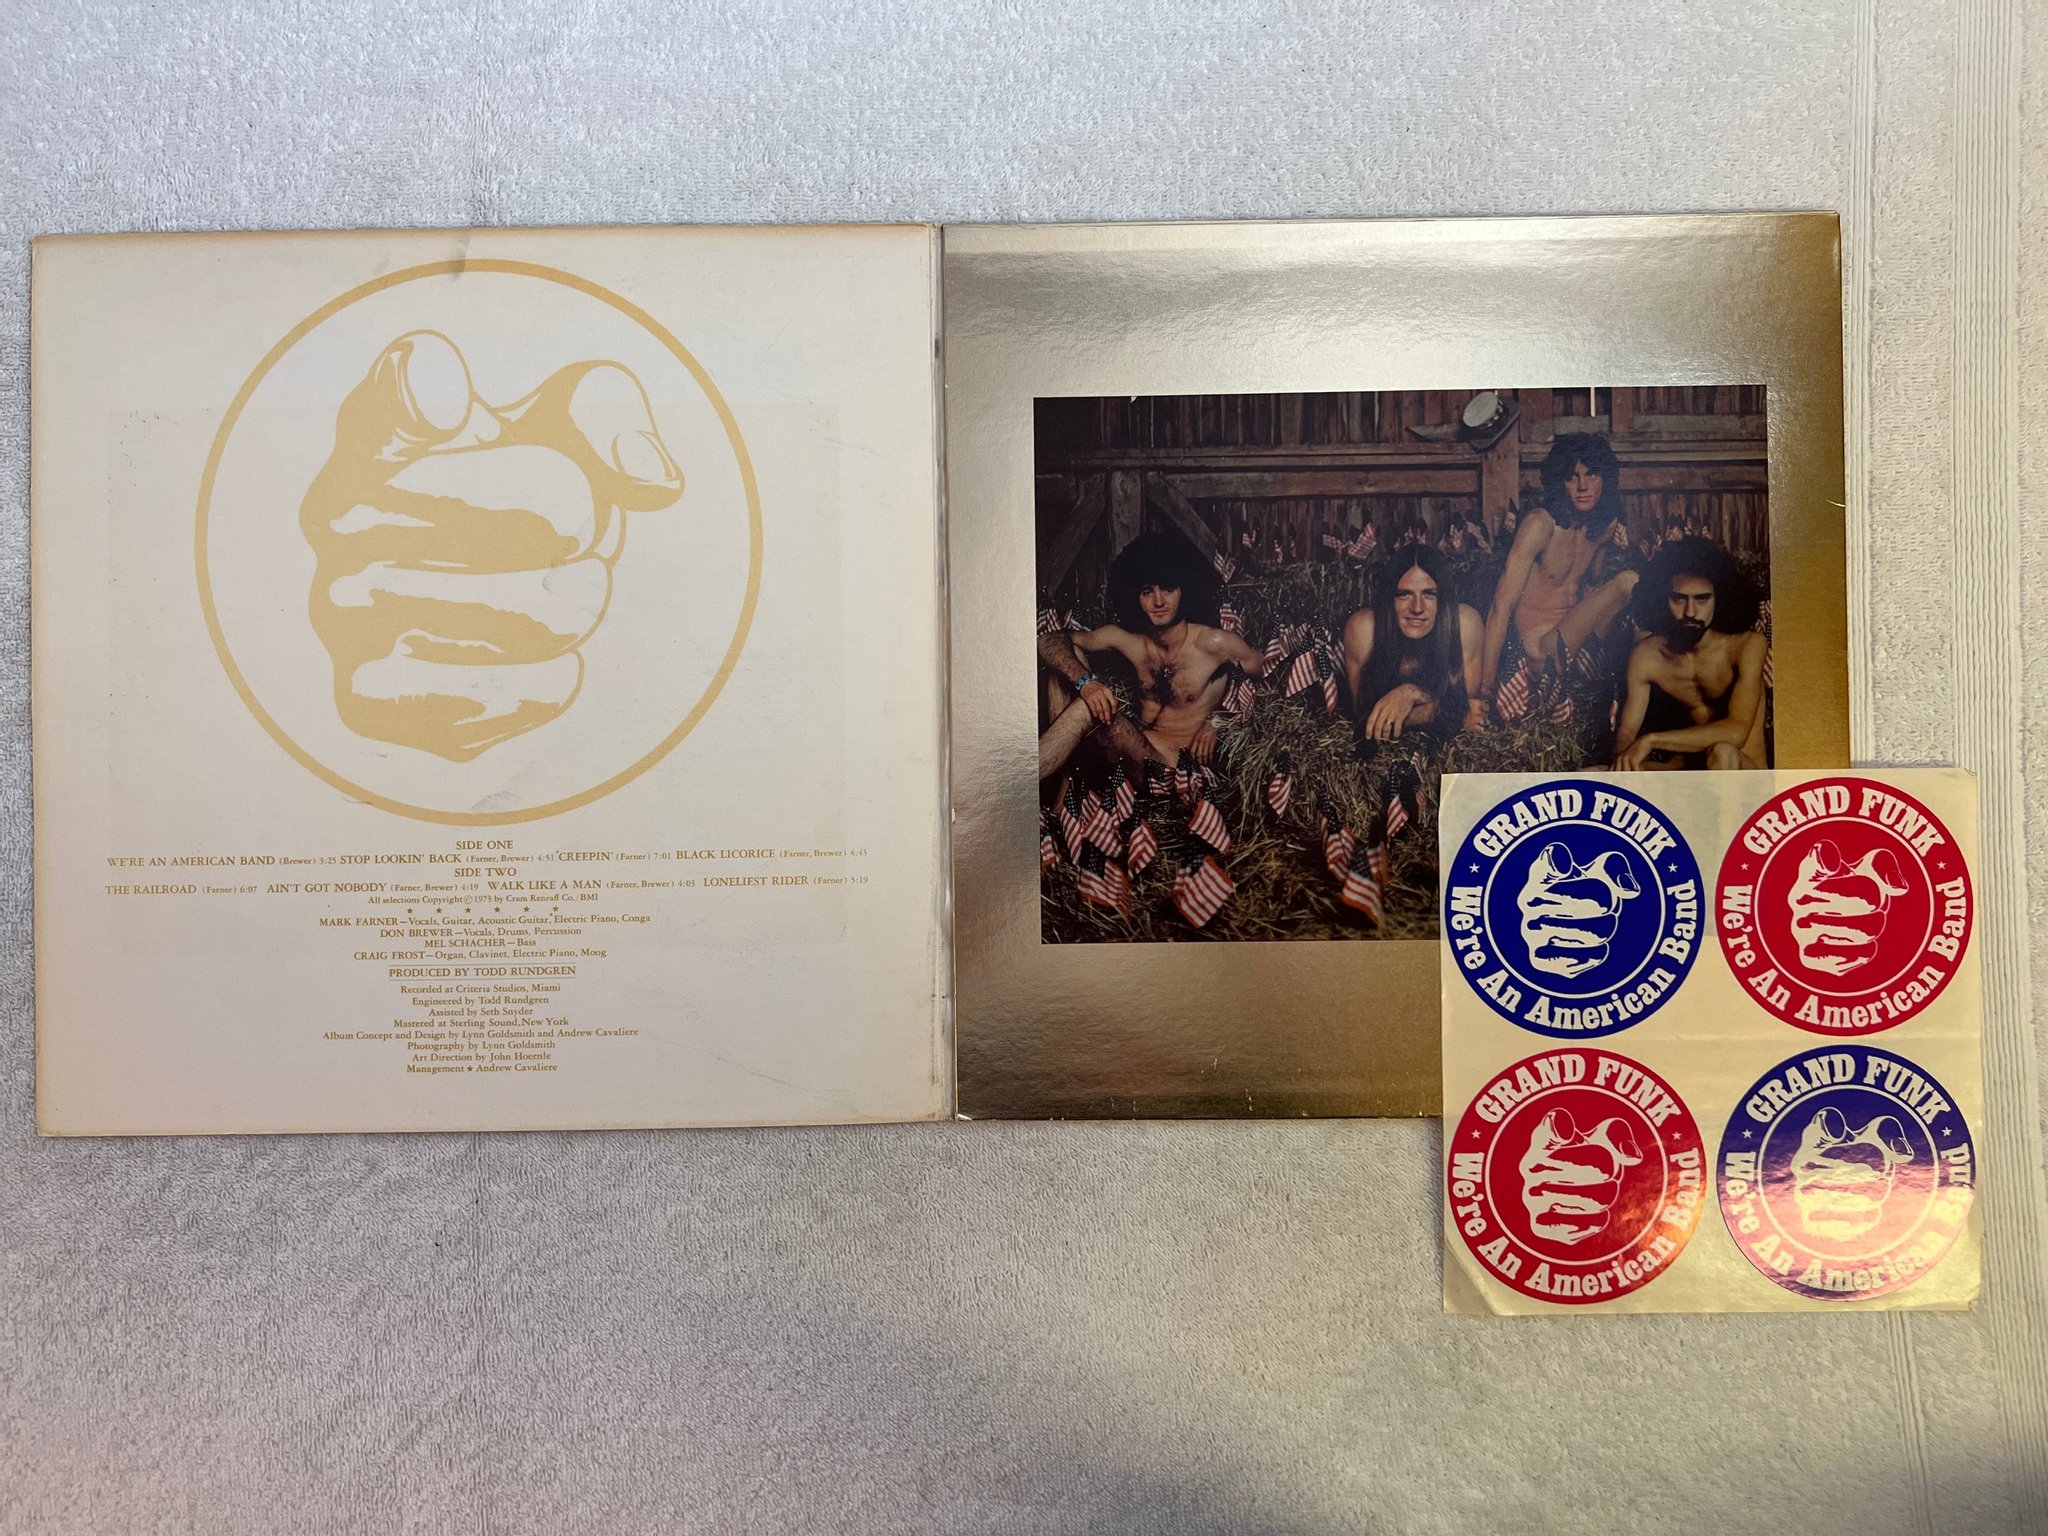 SIDE ONE
WE'RE AN AMERICAN BAND (Brewer) 3:25 STOP LOOKIN' BACK (Farner, Brewer) 4:51 CREEPIN' (Farner) 7:01 BLACK LICORICE (Farner, Brewer) 4:43
SIDE TWO
THE RAILROAD (Farner) 6:07 AIN'T GOT NOBODY (Farner, Brewer) 4:19 WALK LIKE A MAN (Farner, Brewer) 4:03 LONELIEST RIDER (Farner) 5:19
All selections Copyright © 1973 by Cram Renraff Co. BMI
★ ★ ★ ★ ★ ★
MARK FARNER—Vocals, Guitar, Acoustic Guitar, Electric Piano, Conga
DON BREWER—Vocals, Drums, Percussion
MEL SCHACHER—Bass
CRAIG FROST—Organ, Clavinet, Electric Piano, Moog
PRODUCED BY TODD RUNDGREN
Recorded at Criteria Studios, Miami
Engineered by Todd Rundgren
Assisted by Seth Snyder
Mastered at Sterling Sound, New York
Album Concept and Design by Lynn Goldsmith and Andrew Cavaliere
Photography by Lynn Goldsmith
Art Direction by John Hoernle
Management ★ Andrew Cavaliere
GRAND FUNK
★ We're An American Band ★
GRAND FUNK
★ We're An American Band ★
GRAND FUNK
★ We're An American Band ★
GRAND FUNK
★ We're An American Band ★